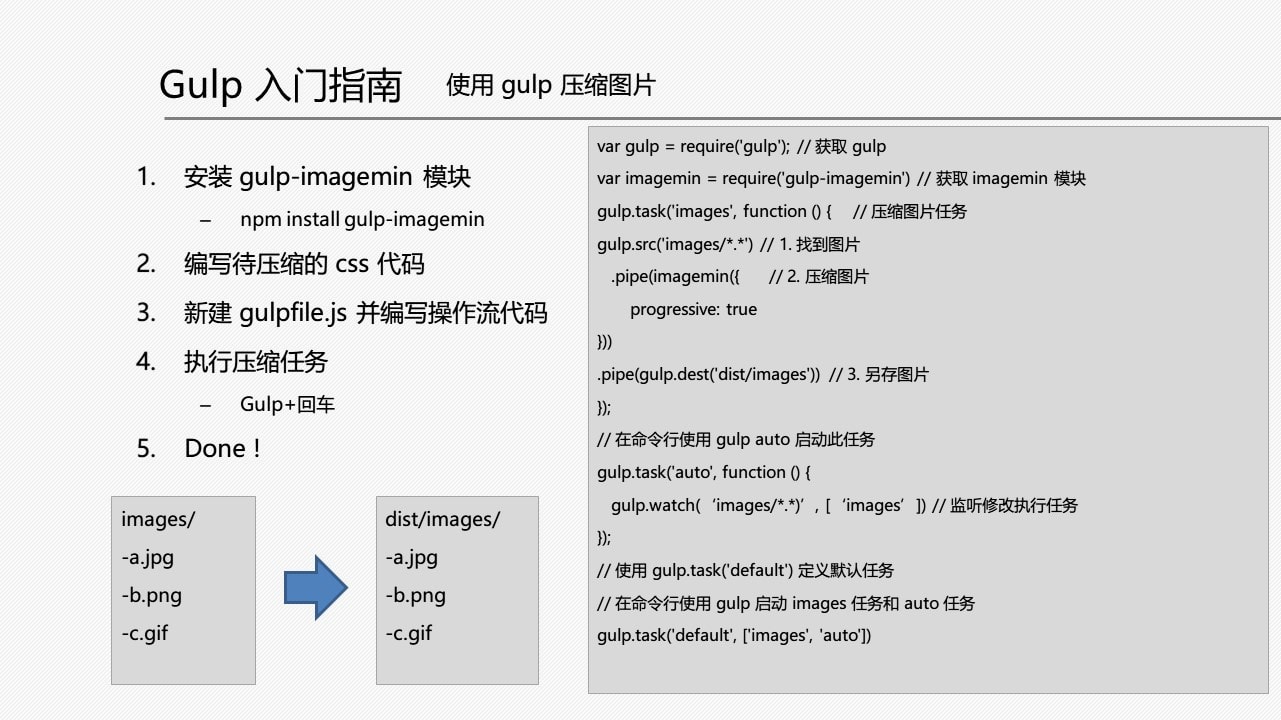 Gulp 入门指南 使用 gulp 压缩图片
1. 安装 gulp-imagemin 模块
– npm install gulp-imagemin
2. 编写待压缩的 css 代码
3. 新建 gulpfile.js 并编写操作流代码
4. 执行压缩任务
– Gulp+回车
5. Done !
images/
-a.jpg
-b.png
-c.gif
dist/images/
-a.jpg
-b.png
-c.gif
var gulp = require('gulp'); // 获取 gulp
var imagemin = require('gulp-imagemin') // 获取 imagemin 模块
gulp.task('images', function () { // 压缩图片任务
gulp.src('images/*.*') // 1. 找到图片
.pipe(imagemin({ // 2. 压缩图片
progressive: true
}))
.pipe(gulp.dest('dist/images')) // 3. 另存图片
});
// 在命令行使用 gulp auto 启动此任务
gulp.task('auto', function () {
gulp.watch(‘images/*.*)’, [‘images’]) // 监听修改执行任务
});
// 使用 gulp.task('default') 定义默认任务
// 在命令行使用 gulp 启动 images 任务和 auto 任务
gulp.task('default', ['images', 'auto'])